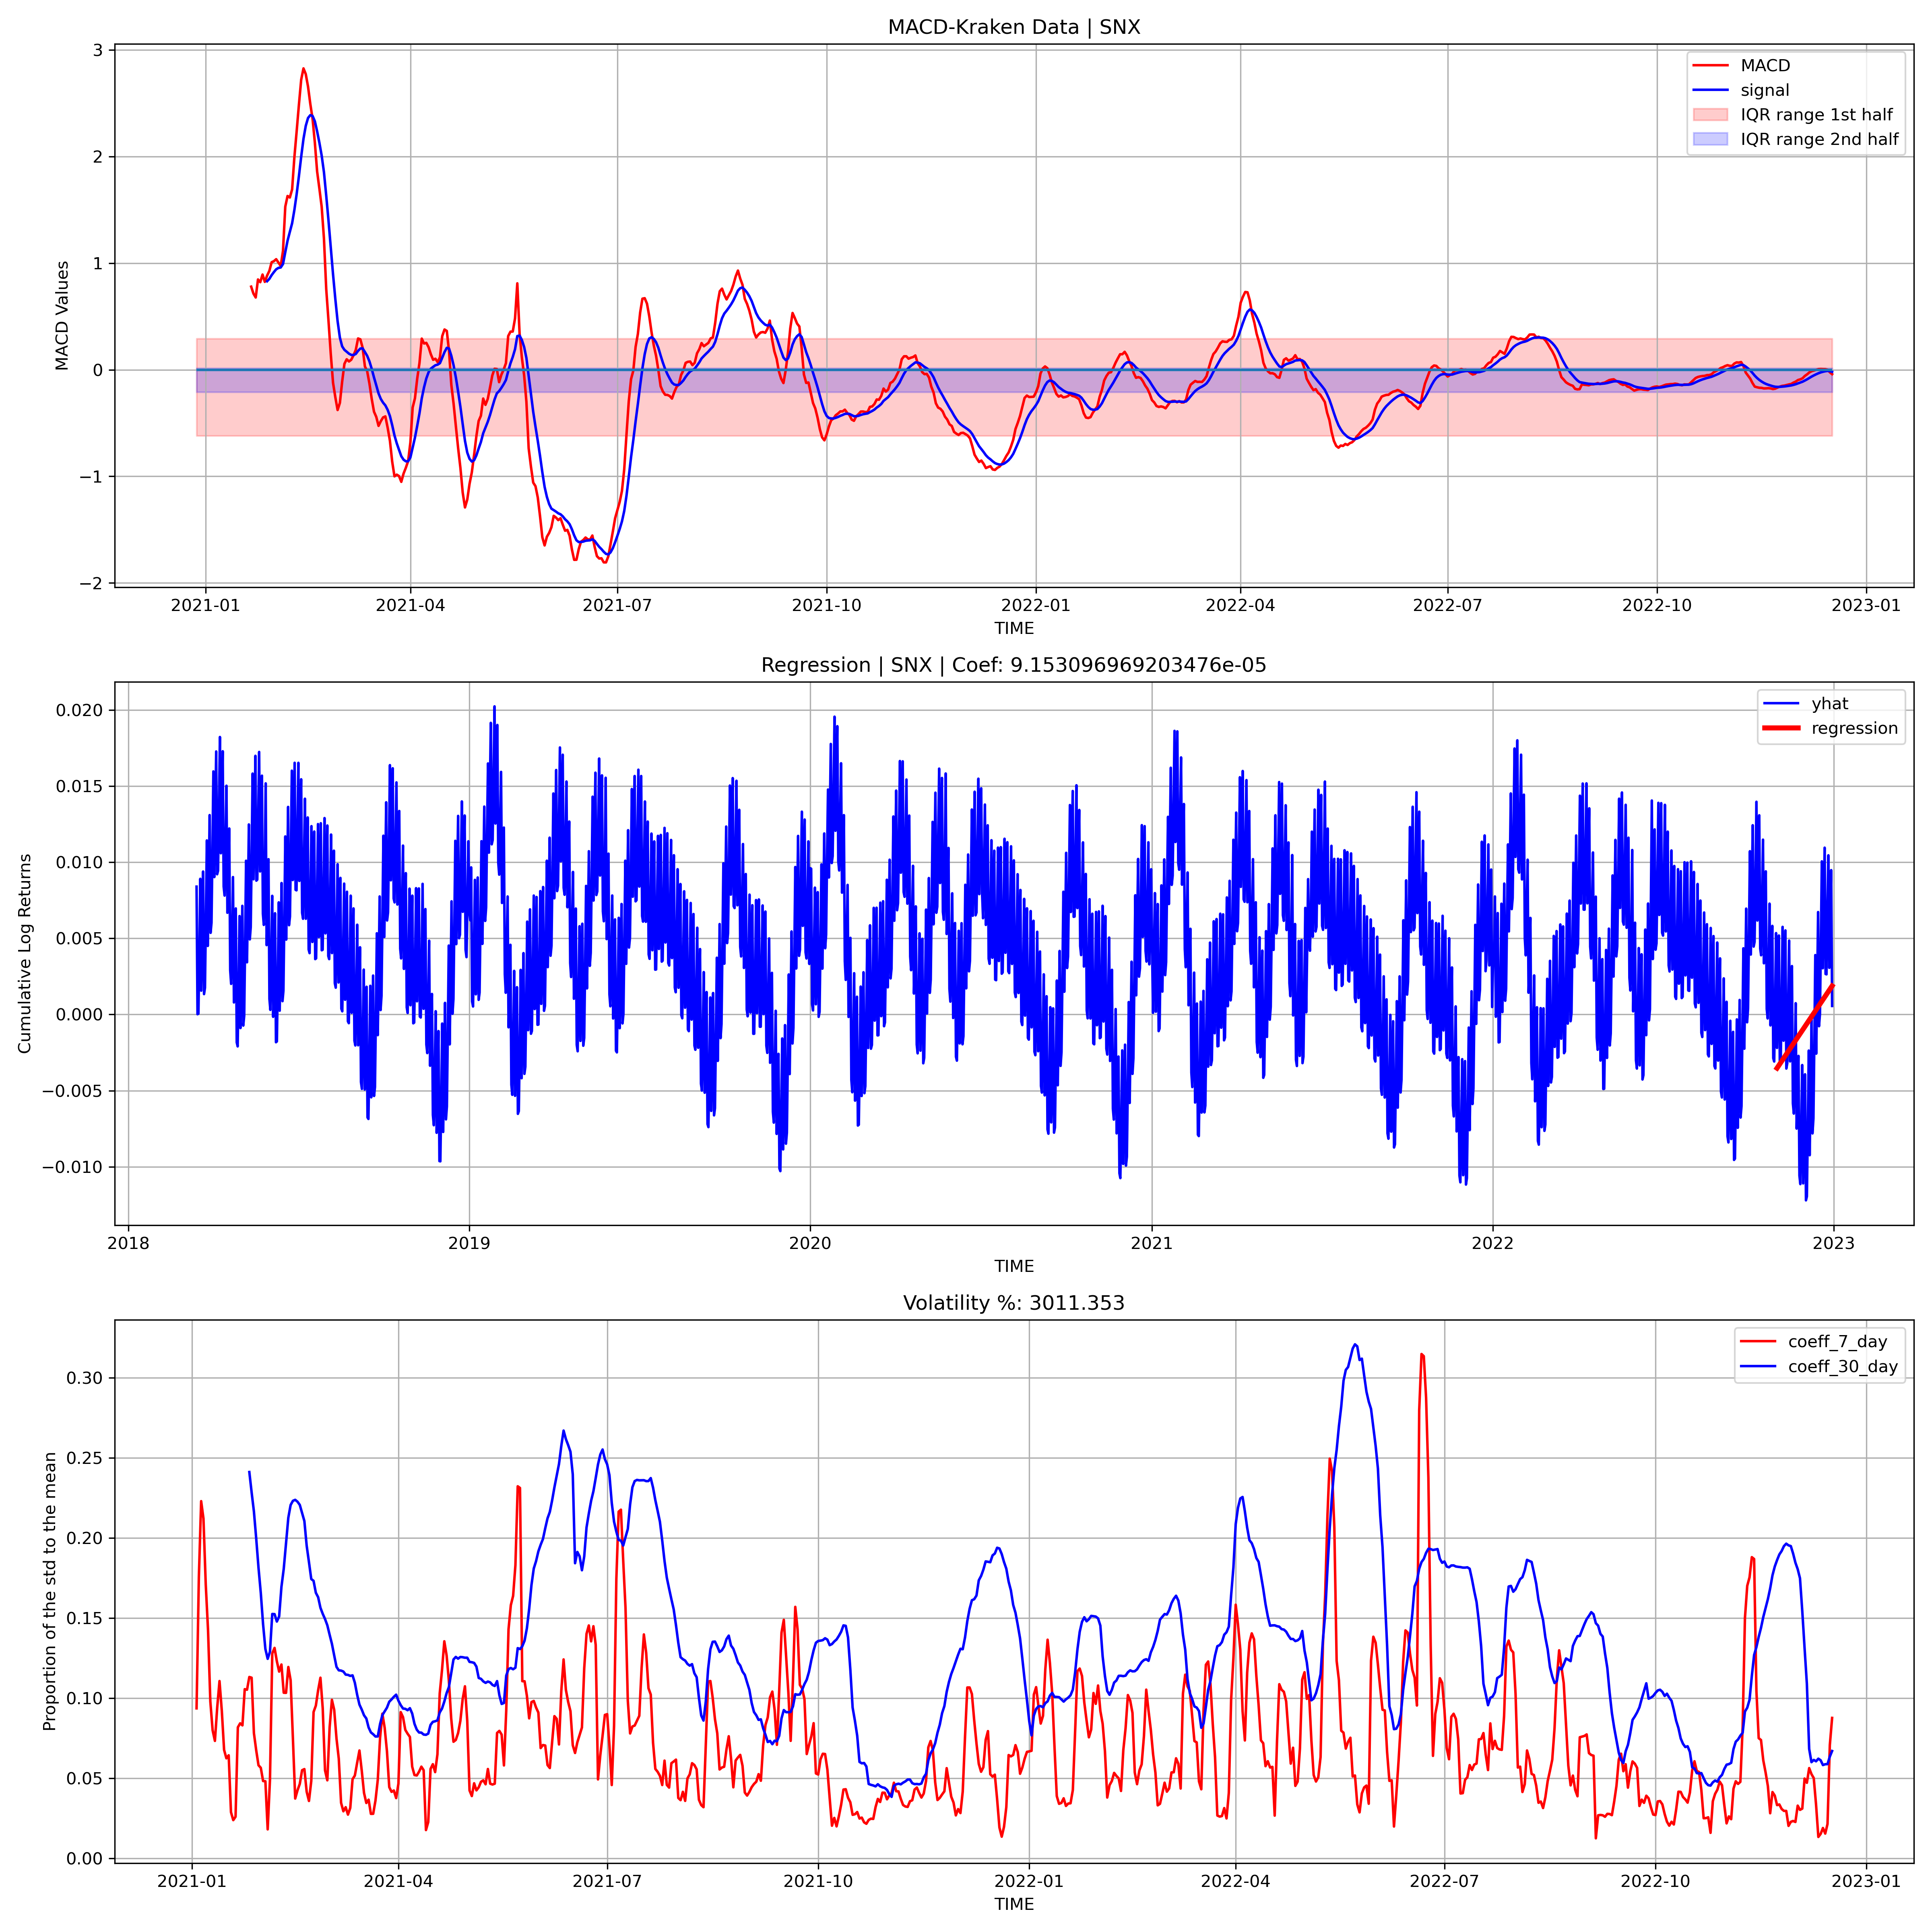 MACD-Kraken Data | SNX
MACD Values
3
2
1
0
−1
−2
MACD
signal
IQR range 1st half
IQR range 2nd half
2021-01 2021-04 2021-07 2021-10 2022-01 2022-04 2022-07 2022-10 2023-01
TIME
Regression | SNX | Coef: 9.153096969203476e-05
Cumulative Log Returns
0.020
0.015
0.010
0.005
0.000
−0.005
−0.010
yhat
regression
2018 2019 2020 2021 2022 2023
TIME
Volatility %: 3011.353
Proportion of the std to the mean
0.30
0.25
0.20
0.15
0.10
0.05
0.00
coeff_7_day
coeff_30_day
2021-01 2021-04 2021-07 2021-10 2022-01 2022-04 2022-07 2022-10 2023-01
TIME